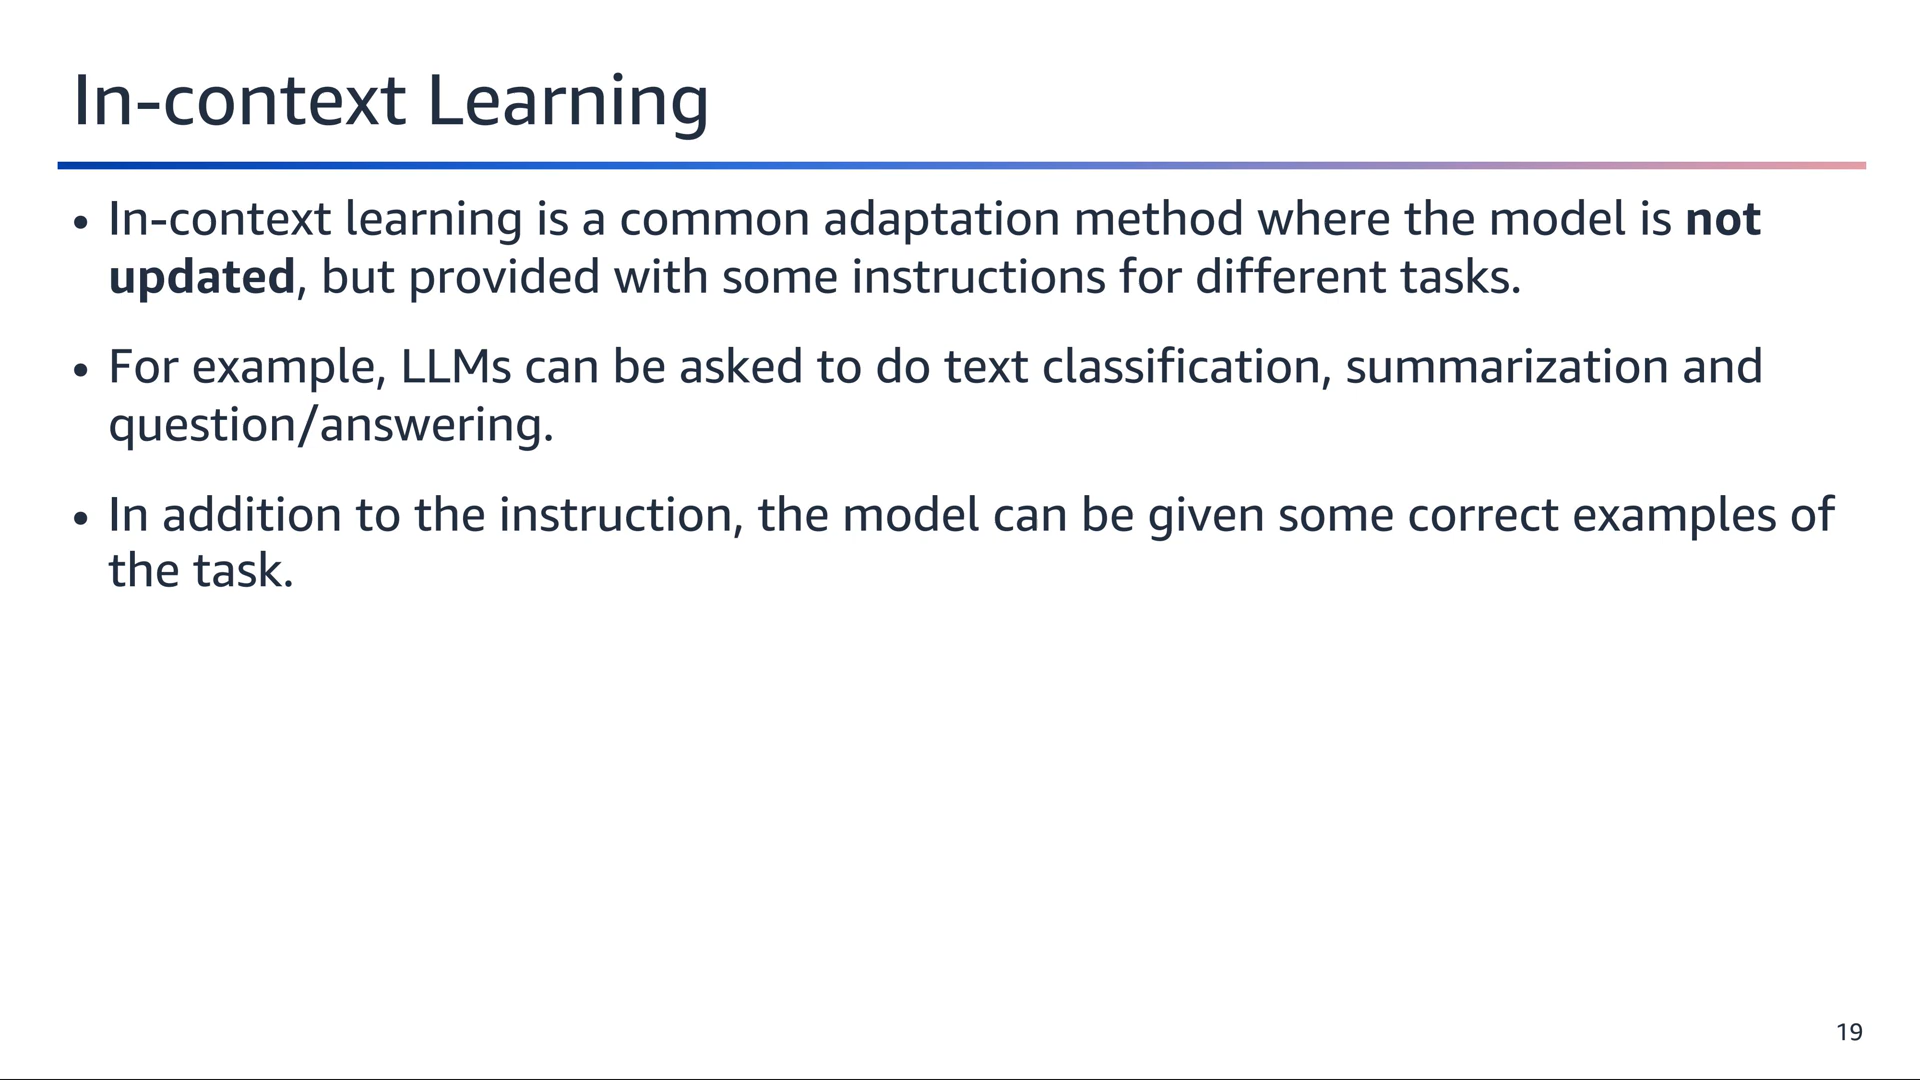 In-context Learning
• In-context learning is a common adaptation method where the model is not
updated, but provided with some instructions for different tasks.
• For example, LLMs can be asked to do text classification, summarization and
question/answering.
• In addition to the instruction, the model can be given some correct examples of
the task.
19